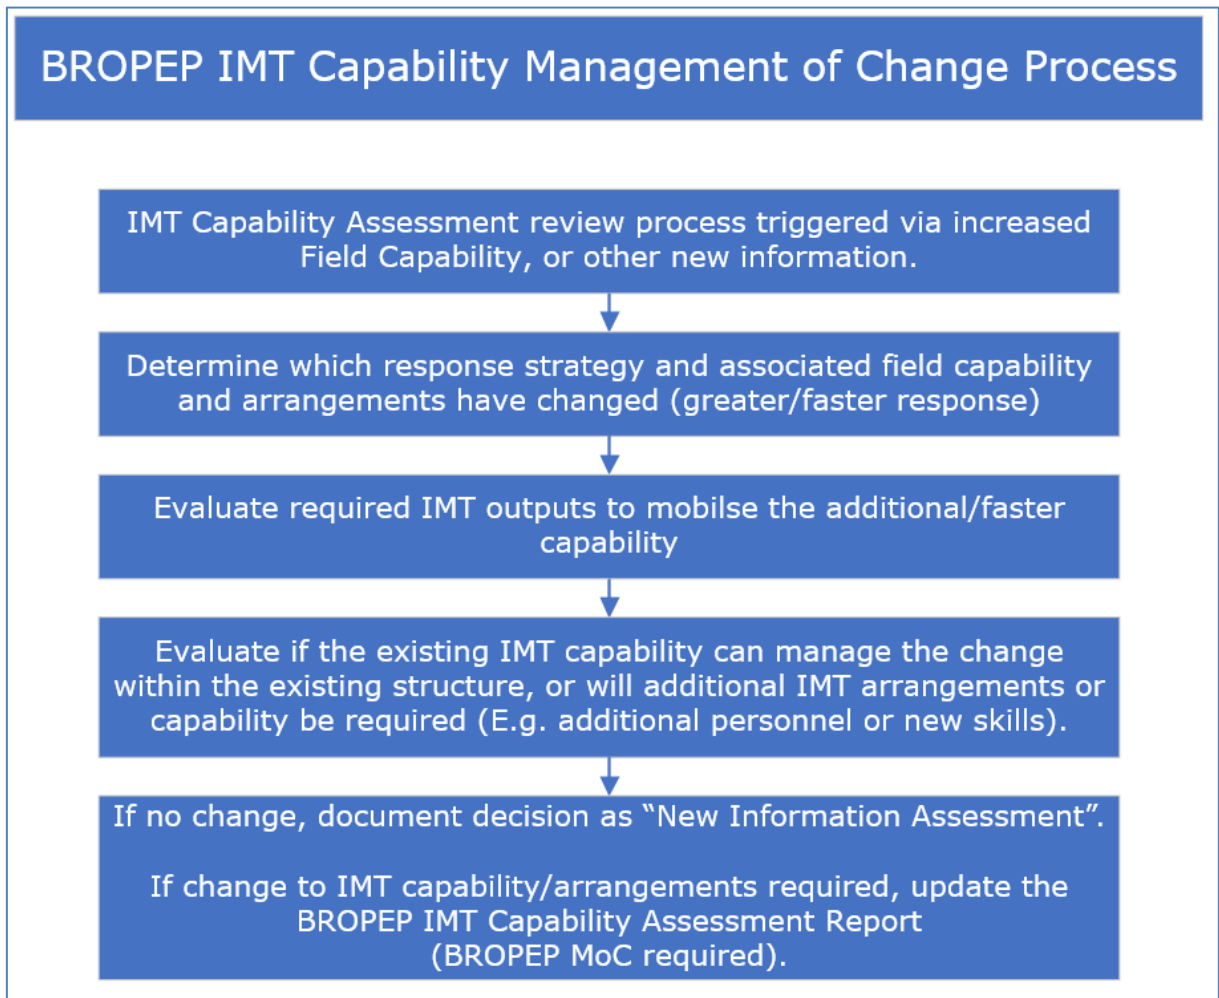 BROPEP IMT Capability Management of Change Process
IMT Capability Assessment review process triggered via increased
Field Capability, or other new information.
Determine which response strategy and associated field capability
and arrangements have changed (greater/faster response)
Evaluate required IMT outputs to mobilse the additional/faster
capability
Evaluate if the existing IMT capability can manage the change
within the existing structure, or will additional IMT arrangements or
capability be required (E.g. additional personnel or new skills).
If no change, document decision as “New Information Assessment”.
If change to IMT capability/arrangements required, update the
BROPEP IMT Capability Assessment Report
(BROPEP MoC required).